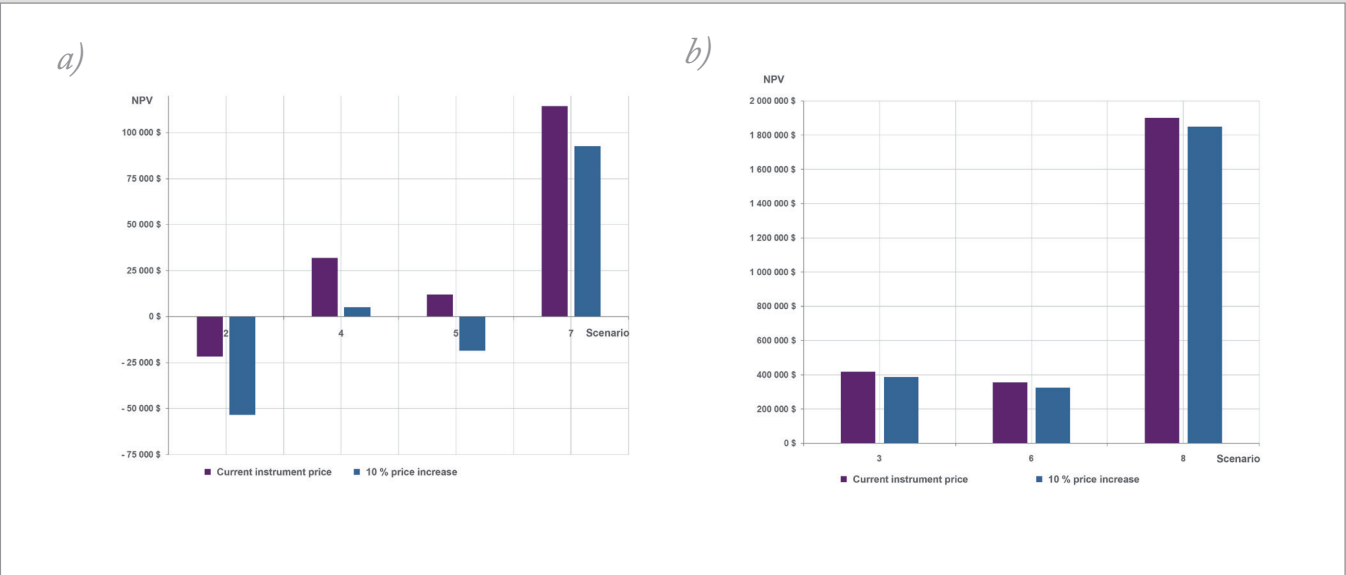 a)
NPV
100 000 $
75 000 $
50 000 $
25 000 $
0 $
- 25 000 $
- 50 000 $
- 75 000 $
2 4 5 7 Scenario
Current instrument price 10 % price increase
b)
NPV
2 000 000 $
1 800 000 $
1 600 000 $
1 400 000 $
1 200 000 $
1 000 000 $
800 000 $
600 000 $
400 000 $
200 000 $
0 $
3 6 8 Scenario
Current instrument price 10 % price increase